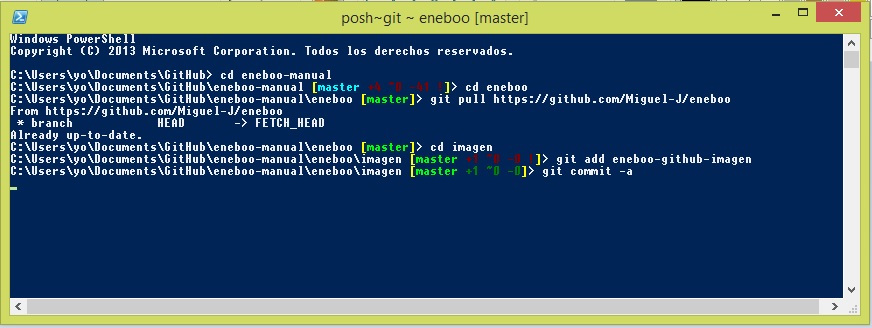 posh~git ~ eneboo [master]
Windows PowerShell
Copyright (C) 2013 Microsoft Corporation. Todos los derechos reservados.
C:\Users\yo\Documents\GitHub> cd eneboo-manual
C:\Users\yo\Documents\GitHub\eneboo-manual [master +4 ~0 -41 !]> cd eneboo
C:\Users\yo\Documents\GitHub\eneboo-manual\eneboo [master]> git pull https://github.com/Miguel-J/eneboo
From https://github.com/Miguel-J/eneboo
 * branch            HEAD       -> FETCH_HEAD
Already up-to-date.
C:\Users\yo\Documents\GitHub\eneboo-manual\eneboo [master]> cd imagen
C:\Users\yo\Documents\GitHub\eneboo-manual\eneboo\imagen [master +1 ~0 -0 !]> git add eneboo-github-imagen
C:\Users\yo\Documents\GitHub\eneboo-manual\eneboo\imagen [master +1 ~0 -0]> git commit -a